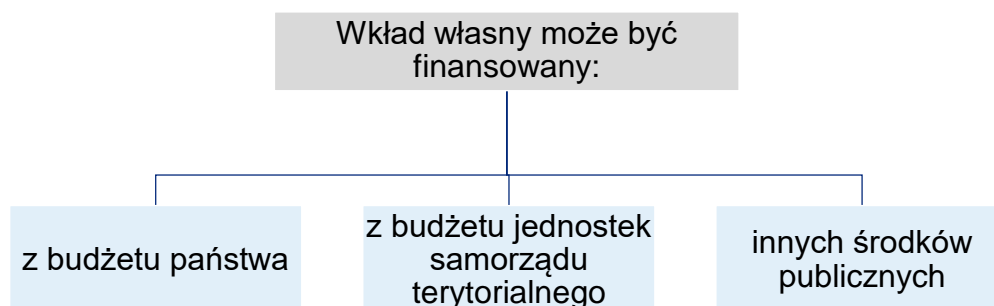 Wkład własny może być
finansowany:
z budżetu państwa
z budżetu jednostek
samorządu
terytorialnego
innych środków
publicznych